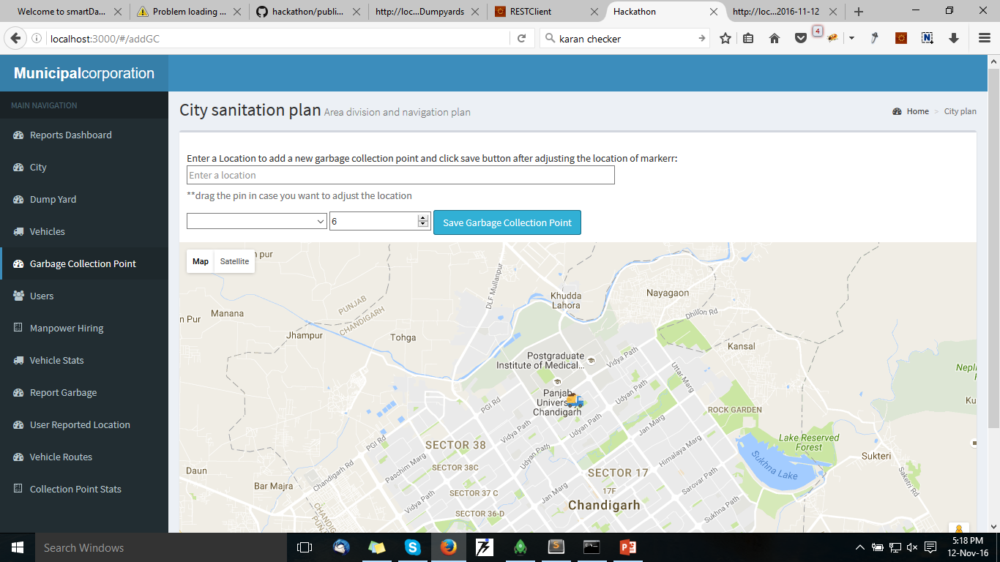 Welcome to smartDa...
Problem loading ...
hackathon/publi...
http://loc...Dumpyards
RESTClient
Hackathon
http://loc...2016-11-12
localhost:3000/#/addGC
karan checker
4
Municipalcorporation
MAIN NAVIGATION
Reports Dashboard
City
Dump Yard
Vehicles
Garbage Collection Point
Users
Manpower Hiring
Vehicle Stats
Report Garbage
User Reported Location
Vehicle Routes
Collection Point Stats
City sanitation plan Area division and navigation plan
Home > City plan
Enter a Location to add a new garbage collection point and click save button after adjusting the location of markerr:
Enter a location
**drag the pin in case you want to adjust the location
6
Save Garbage Collection Point
Map
Satellite
pur
DLF Mullanpur
Khudda
Lahora
Nayagaon
PUNJAB
CHANDIGARH
Manana
n Pur
Dhillon Rd
Jhampur
Tohga
Kansal
Postgraduate
Institute of Medical...
Vidya Path
Uttar Marg
Nepli
Panjab
University,
Chandigarh
Udyan Path
PGI Rd
ROCK GARDEN
Ku
Jan Marg
Vidya Path
Udyan Path
PGI Rd
SECTOR 38
Himalaya Marg
Lake Reserved
Forest
Sukteri
Udyan Path
Paschim Marg
SECTOR 38C
SECTOR 17
Sukhna Lake
Daun
Chandigarh Rd
Bar Majra
SECTOR 37 C
17F
Jan Marg
Sarovar Path
Saketri Rd
Vidya Path
SECTOR 36-D
Chandigarh
Sukhna Path
CHANDIGARH
PUN
Search Windows
5:18 PM
12-Nov-16